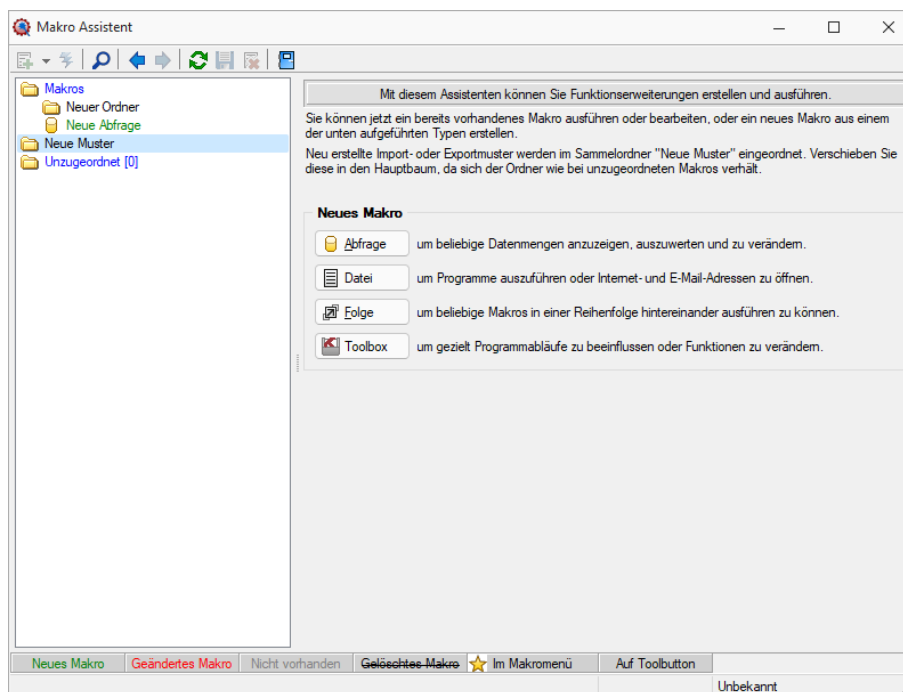 Makro Assistent
Makros
Neuer Ordner
Neue Abfrage
Neue Muster
Unzugeordnet [0]
Mit diesem Assistenten können Sie Funktionserweiterungen erstellen und ausführen.
Sie können jetzt ein bereits vorhandenes Makro ausführen oder bearbeiten, oder ein neues Makro aus einem
der unten aufgeführten Typen erstellen.
Neu erstellte Import- oder Exportmuster werden im Sammelordner "Neue Muster" eingeordnet. Verschieben Sie
diese in den Hauptbaum, da sich der Ordner wie bei unzugeordneten Makros verhält.
Neues Makro
Abfrage um beliebige Datenmengen anzuzeigen, auszuwerten und zu verändern.
Datei um Programme auszuführen oder Internet- und E-Mail-Adressen zu öffnen.
Folge um beliebige Makros in einer Reihenfolge hintereinander ausführen zu können.
Toolbox um gezielt Programmabläufe zu beeinflussen oder Funktionen zu verändern.
Neues Makro Geändertes Makro Nicht vorhanden Gelöschtes Makro Im Makromenü Auf Toolbutton
Unbekannt